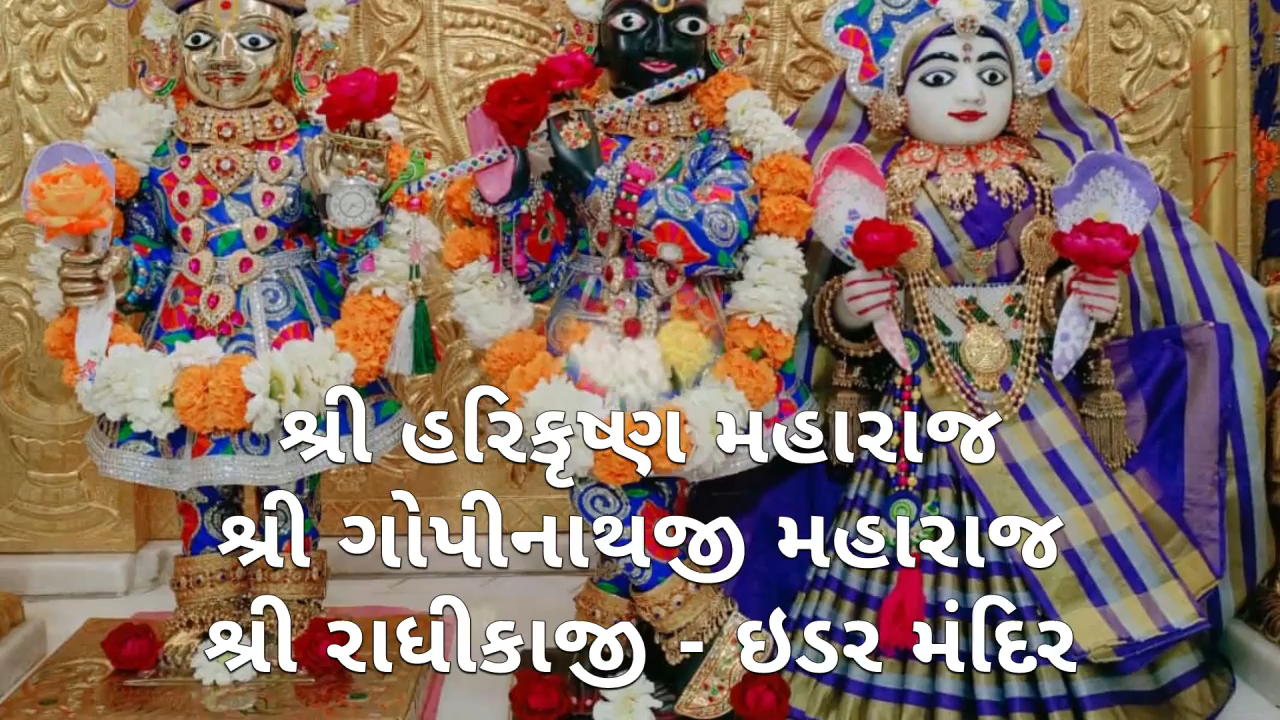 શ્રી હરિકૃષ્ણ મહારાજ
શ્રી ગોપીનાથજી મહારાજ
શ્રી રાધીકાજી - ઇડર મંદિર